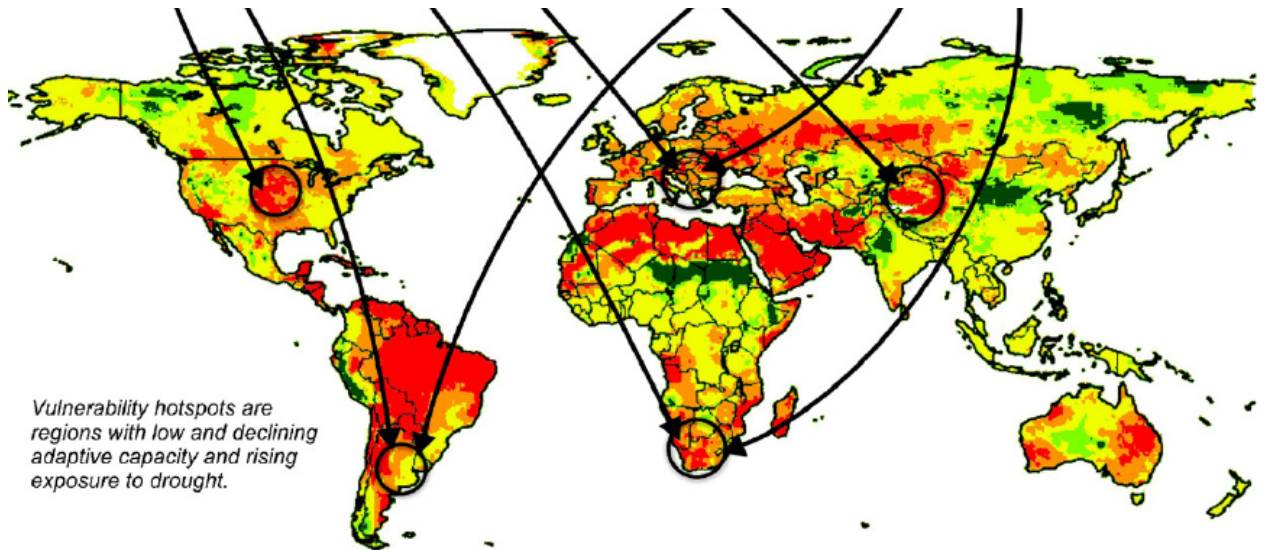 Vulnerability hotspots are
regions with low and declining
adaptive capacity and rising
exposure to drought.